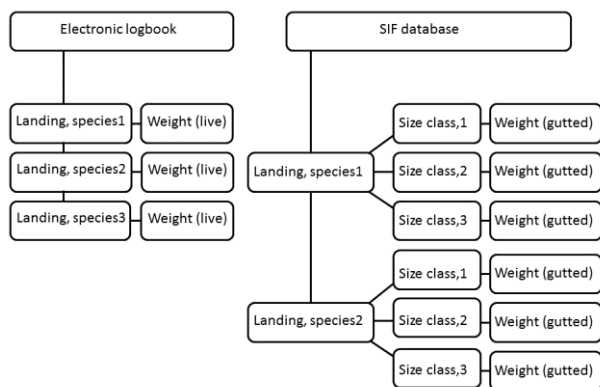 Electronic logbook
SIF database
Landing, species1
Weight (live)
Landing, species2
Weight (live)
Landing, species3
Weight (live)
Landing, species1
Size class,1
Weight (gutted)
Size class,2
Weight (gutted)
Size class,3
Weight (gutted)
Landing, species2
Size class,1
Weight (gutted)
Size class,2
Weight (gutted)
Size class,3
Weight (gutted)